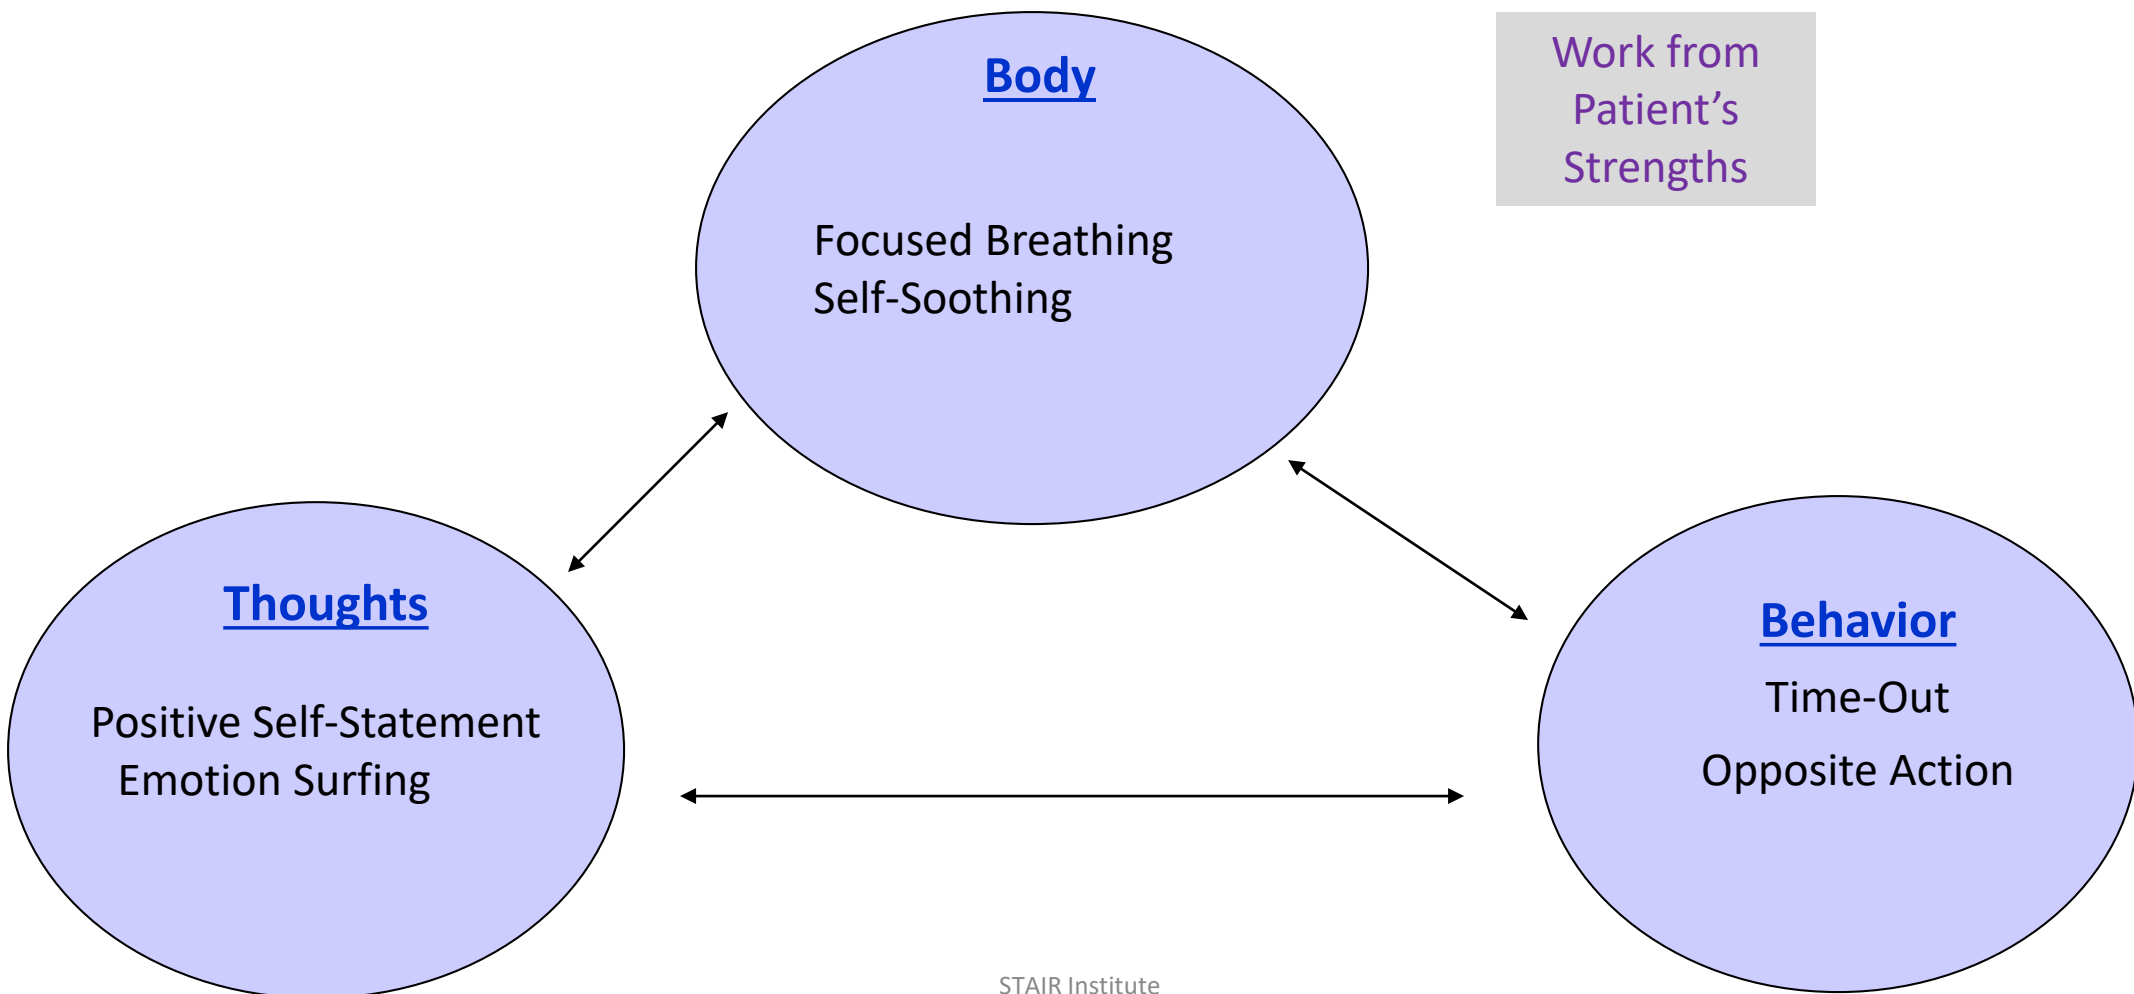 Body
Focused Breathing
Self-Soothing
Work from
Patient’s
Strengths
Thoughts
Positive Self-Statement
Emotion Surfing
Behavior
Time-Out
Opposite Action
STAIR Institute